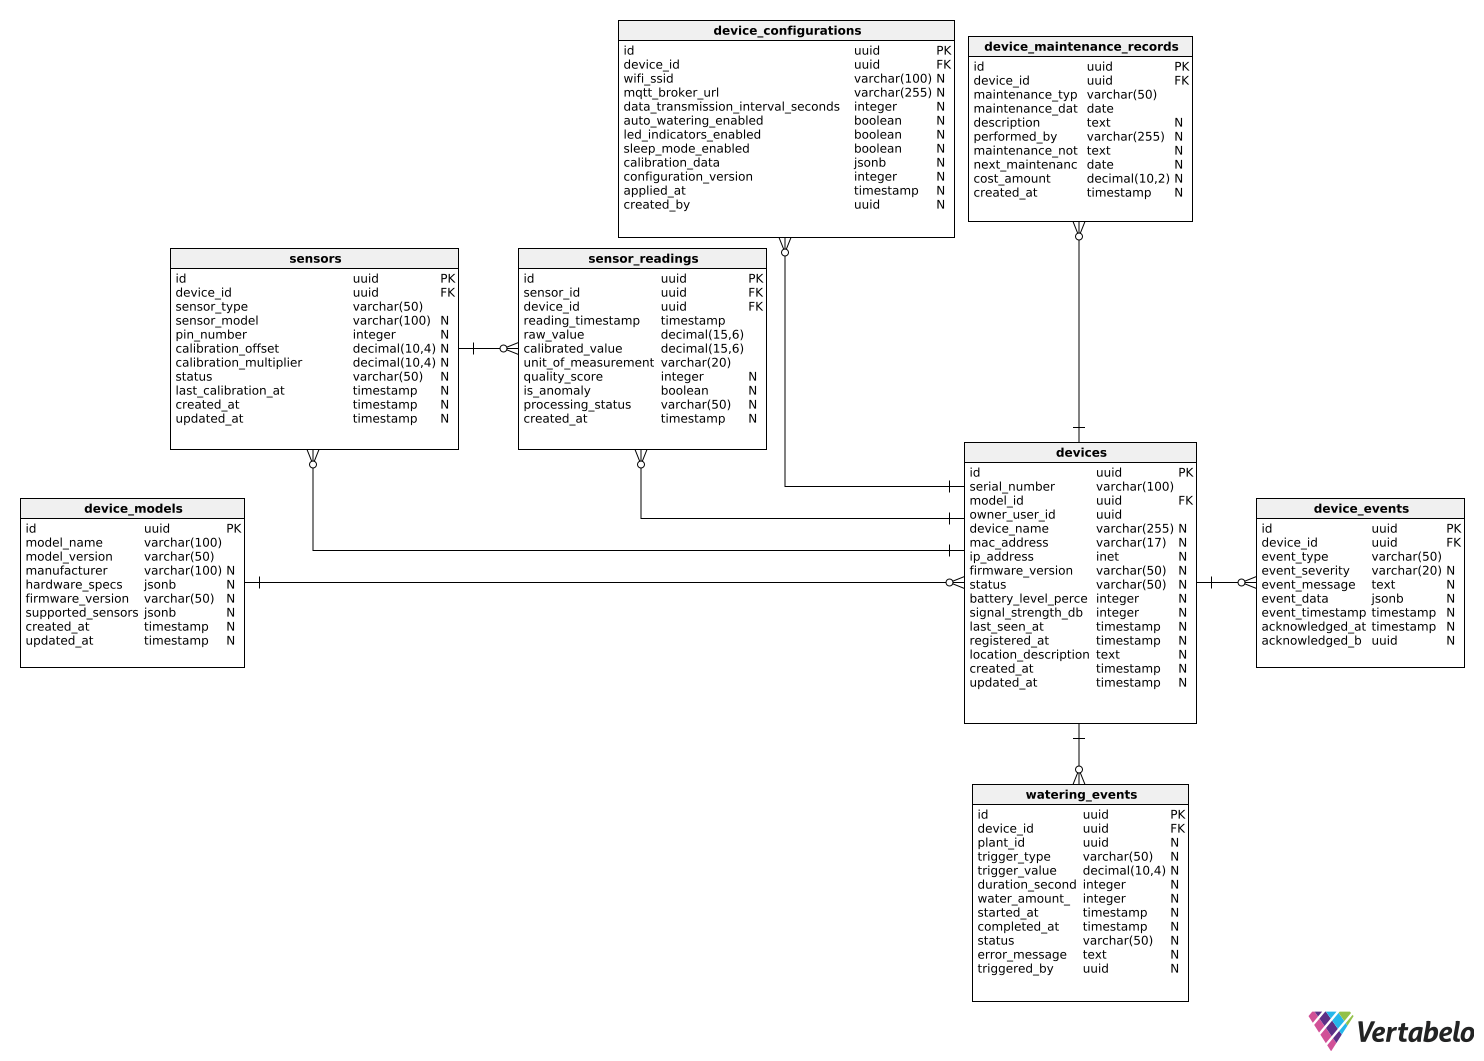 device_configurations
id uuid PK
device_id uuid FK
wifi_ssid varchar(100) N
mqtt_broker_url varchar(255) N
data_transmission_interval_seconds integer N
auto_watering_enabled boolean N
led_indicators_enabled boolean N
sleep_mode_enabled boolean N
calibration_data jsonb N
configuration_version integer N
applied_at timestamp N
created_by uuid N
device_maintenance_records
id uuid PK
device_id uuid FK
maintenance_typ varchar(50)
maintenance_dat date
description text N
performed_by varchar(255) N
maintenance_not text N
next_maintenanc date N
cost_amount decimal(10,2) N
created_at timestamp N
sensors
id uuid PK
device_id uuid FK
sensor_type varchar(50)
sensor_model varchar(100) N
pin_number integer N
calibration_offset decimal(10,4) N
calibration_multiplier decimal(10,4) N
status varchar(50) N
last_calibration_at timestamp N
created_at timestamp N
updated_at timestamp N
sensor_readings
id uuid PK
sensor_id uuid FK
device_id uuid FK
reading_timestamp timestamp
raw_value decimal(15,6)
calibrated_value decimal(15,6)
unit_of_measurement varchar(20)
quality_score integer N
is_anomaly boolean N
processing_status varchar(50) N
created_at timestamp N
device_models
id uuid PK
model_name varchar(100)
model_version varchar(50)
manufacturer varchar(100) N
hardware_specs jsonb N
firmware_version varchar(50) N
supported_sensors jsonb N
created_at timestamp N
updated_at timestamp N
devices
id uuid PK
serial_number varchar(100)
model_id uuid FK
owner_user_id uuid
device_name varchar(255) N
mac_address varchar(17) N
ip_address inet N
firmware_version varchar(50) N
status varchar(50) N
battery_level_perce integer N
signal_strength_db integer N
last_seen_at timestamp N
registered_at timestamp N
location_description text N
created_at timestamp N
updated_at timestamp N
device_events
id uuid PK
device_id uuid FK
event_type varchar(50)
event_severity varchar(20) N
event_message text N
event_data jsonb N
event_timestamp timestamp N
acknowledged_at timestamp N
acknowledged_b uuid N
watering_events
id uuid PK
device_id uuid FK
plant_id uuid N
trigger_type varchar(50) N
trigger_value decimal(10,4) N
duration_second integer N
water_amount_ integer N
started_at timestamp N
completed_at timestamp N
status varchar(50) N
error_message text N
triggered_by uuid N
Vertabelo